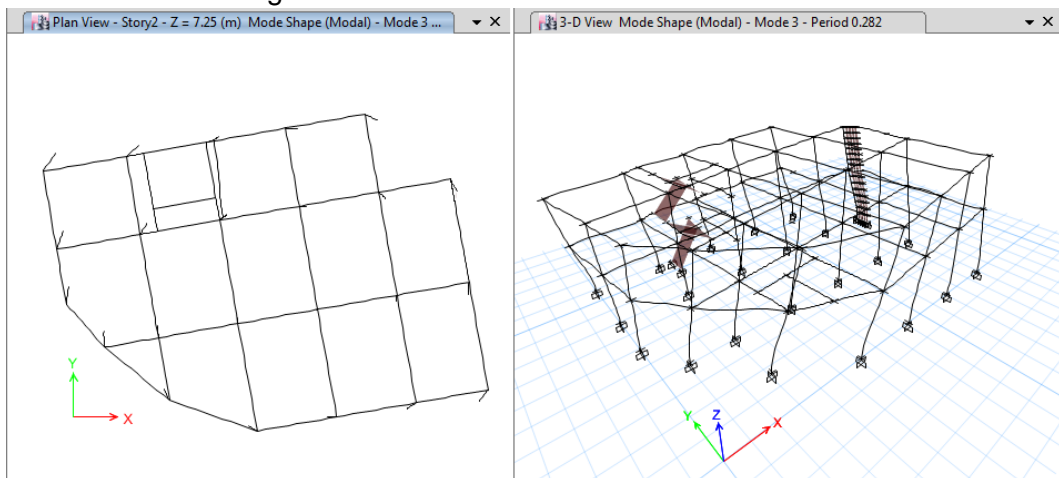 Plan View - Story2 - Z = 7.25 (m) Mode Shape (Modal) - Mode 3 ...
3-D View Mode Shape (Modal) - Mode 3 - Period 0.282
Y
X
Y
Z
X